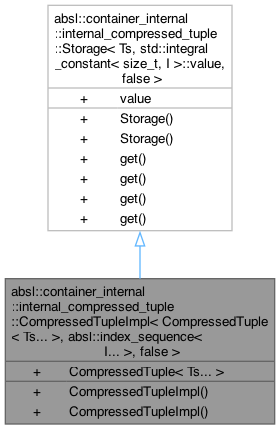 absl::container_internal
::internal_compressed_tuple
::Storage< Ts, std::integral
_constant< size_t, I >::value,
false >
+ value
+ Storage()
+ Storage()
+ get()
+ get()
+ get()
+ get()
absl::container_internal
::internal_compressed_tuple
::CompressedTupleImpl< CompressedTuple
< Ts... >, absl::index_sequence<
I... >, false >
+ CompressedTuple< Ts... >
+ CompressedTupleImpl()
+ CompressedTupleImpl()